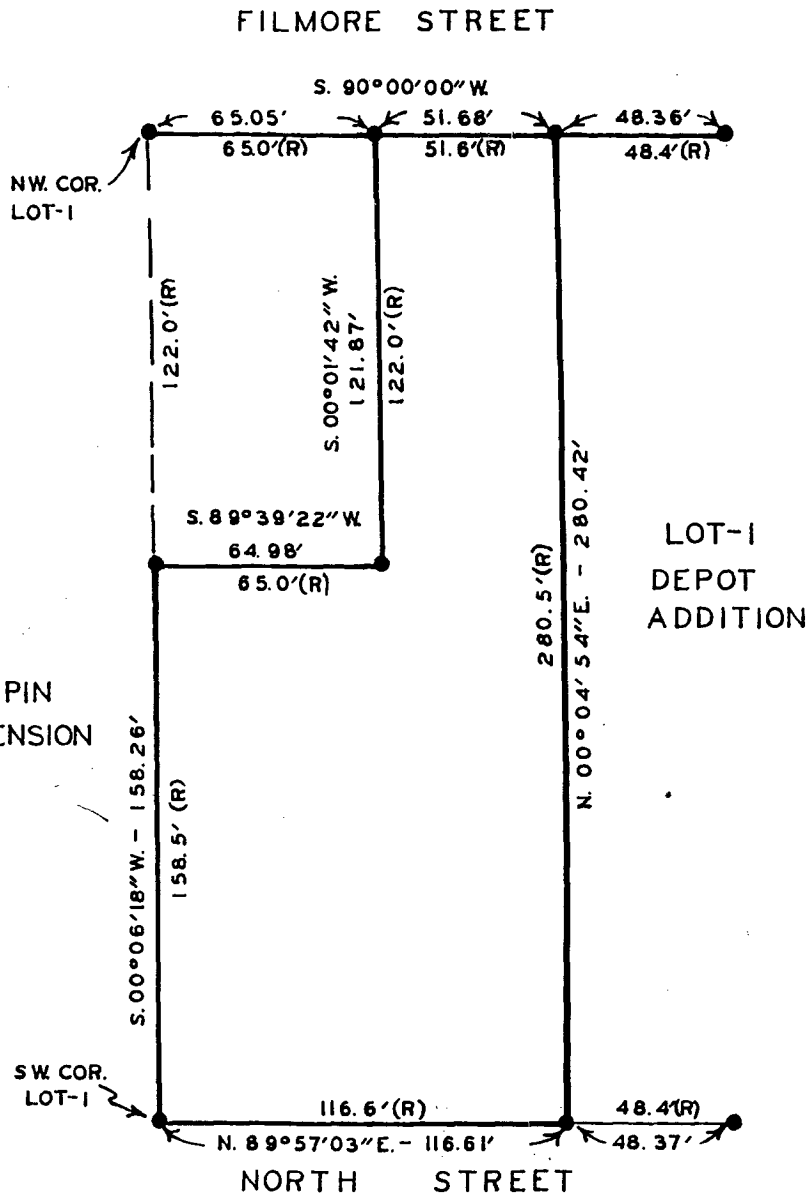 FILMORE STREET
S. 90°00'00" W.
65.05' 51.68' 48.36'
65.0'(R) 51.6'(R) 48.4'(R)
NW. COR.
LOT-1
122.0'(R)
S. 00°01'42" W.
121.87'
122.0'(R)
S. 89°39'22" W.
64.98'
65.0'(R)
280.5'(R)
N. 00°04'54" E. - 280.42'
LOT-1
DEPOT
ADDITION
PIN
ENSION
S. 00°06'18" W. - 158.26'
158.5' (R)
SW. COR.
LOT-1
116.6'(R) 48.4'(R)
N. 89°57'03" E. - 116.61' 48.37'
NORTH STREET